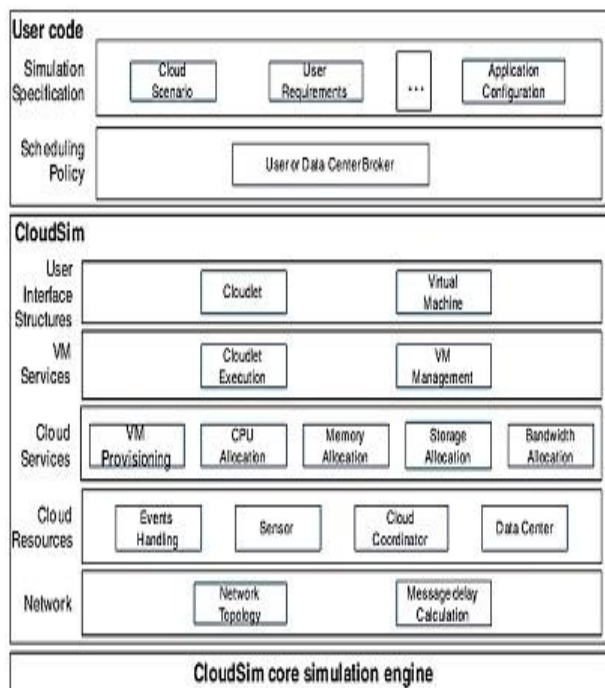 User code
Simulation
Specification
Cloud
Scenario
User
Requirements
...
Application
Configuration
Scheduling
Policy
User or Data Center Broker
CloudSim
User
Interface
Structures
Cloudlet
Virtual
Machine
VM
Services
Cloudlet
Execution
VM
Management
Cloud
Services
VM
Provisioning
CPU
Allocation
Memory
Allocation
Storage
Allocation
Bandwidth
Allocation
Cloud
Resources
Events
Handling
Sensor
Cloud
Coordinator
Data Center
Network
Network
Topology
Message delay
Calculation
CloudSim core simulation engine